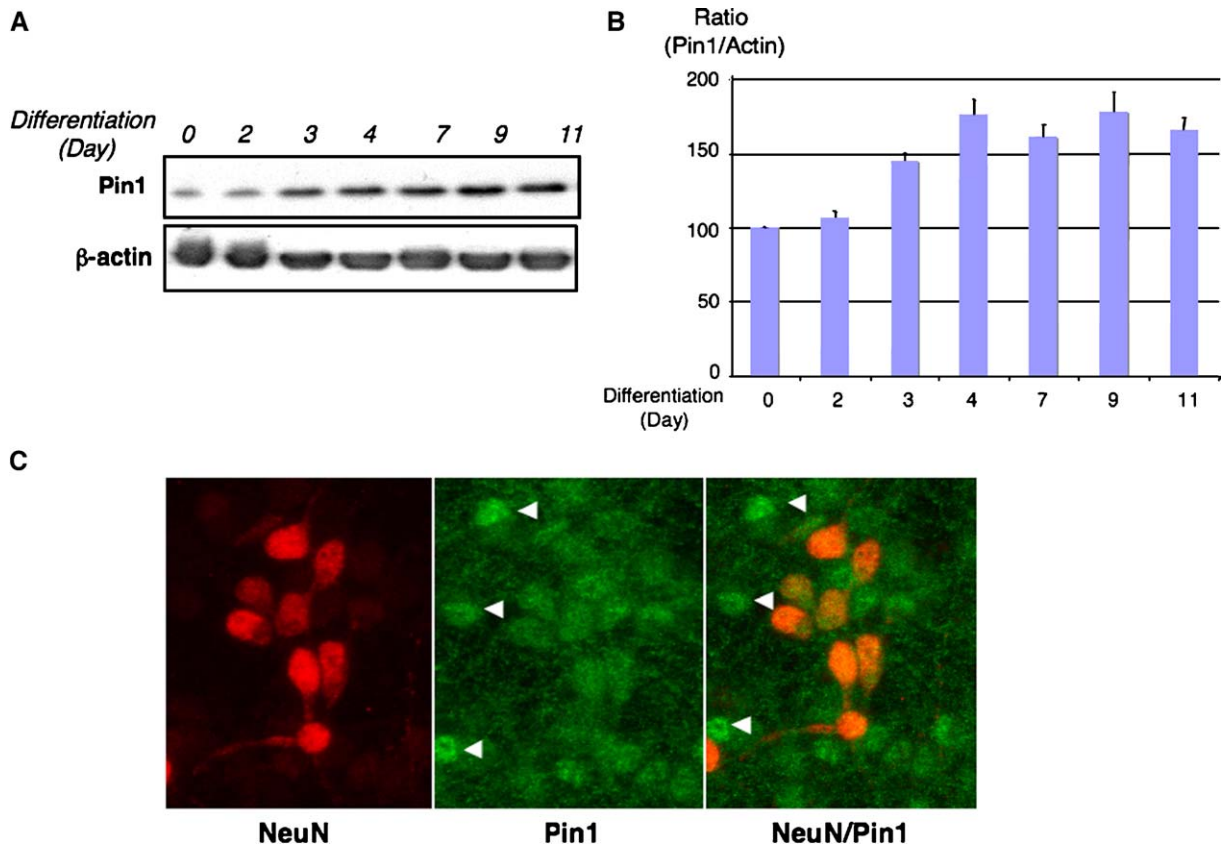 A
Differentiation (Day) 0 2 3 4 7 9 11
Pin1
β-actin
B
Ratio
(Pin1/Actin)
200
150
100
50
0
Differentiation (Day) 0 2 3 4 7 9 11
C
NeuN Pin1 NeuN/Pin1